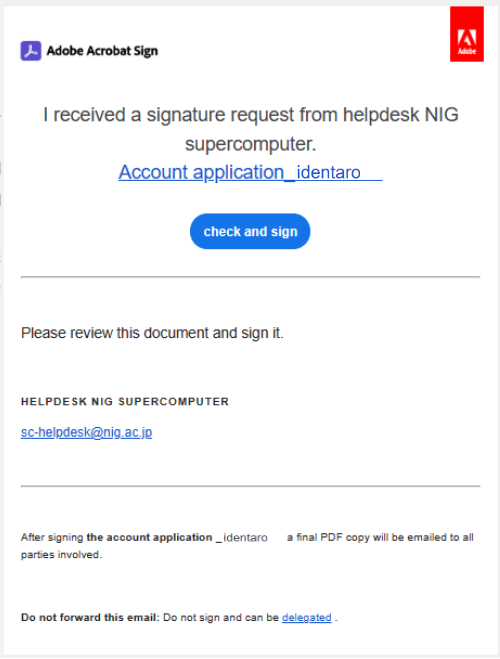 Adobe Acrobat Sign
Adobe
I received a signature request from helpdesk NIG
supercomputer.
Account application_identaro
check and sign
Please review this document and sign it.
HELPDESK NIG SUPERCOMPUTER
sc-helpdesk@nig.ac.jp
After signing the account application _identaro a final PDF copy will be emailed to all
parties involved.
Do not forward this email: Do not sign and can be delegated .